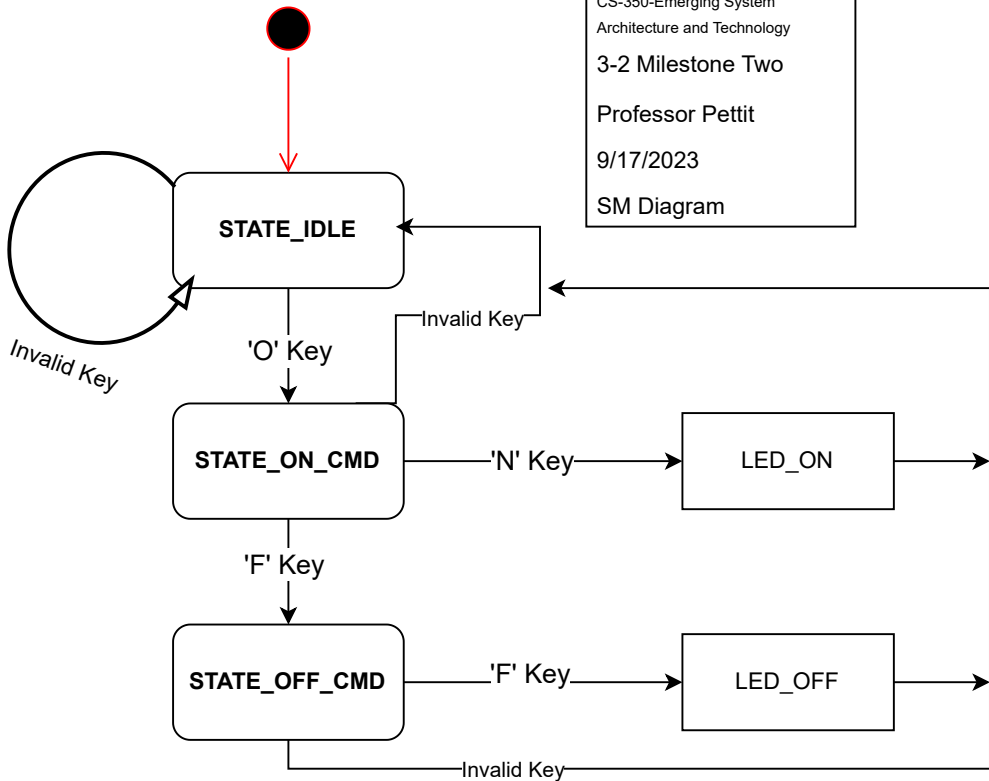 CS-350-Emerging System
Architecture and Technology
3-2 Milestone Two
Professor Pettit
9/17/2023
SM Diagram
STATE_IDLE
Invalid Key
Invalid Key
'O' Key
STATE_ON_CMD
'N' Key
LED_ON
'F' Key
STATE_OFF_CMD
'F' Key
LED_OFF
Invalid Key